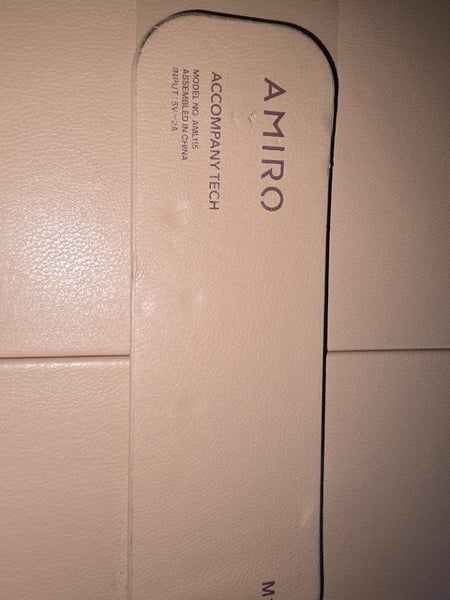 AMIRO
ACCOMPANY TECH
MODEL NO. AML115
ASSEMBLED IN CHINA
INPUT : 5V⎓2A